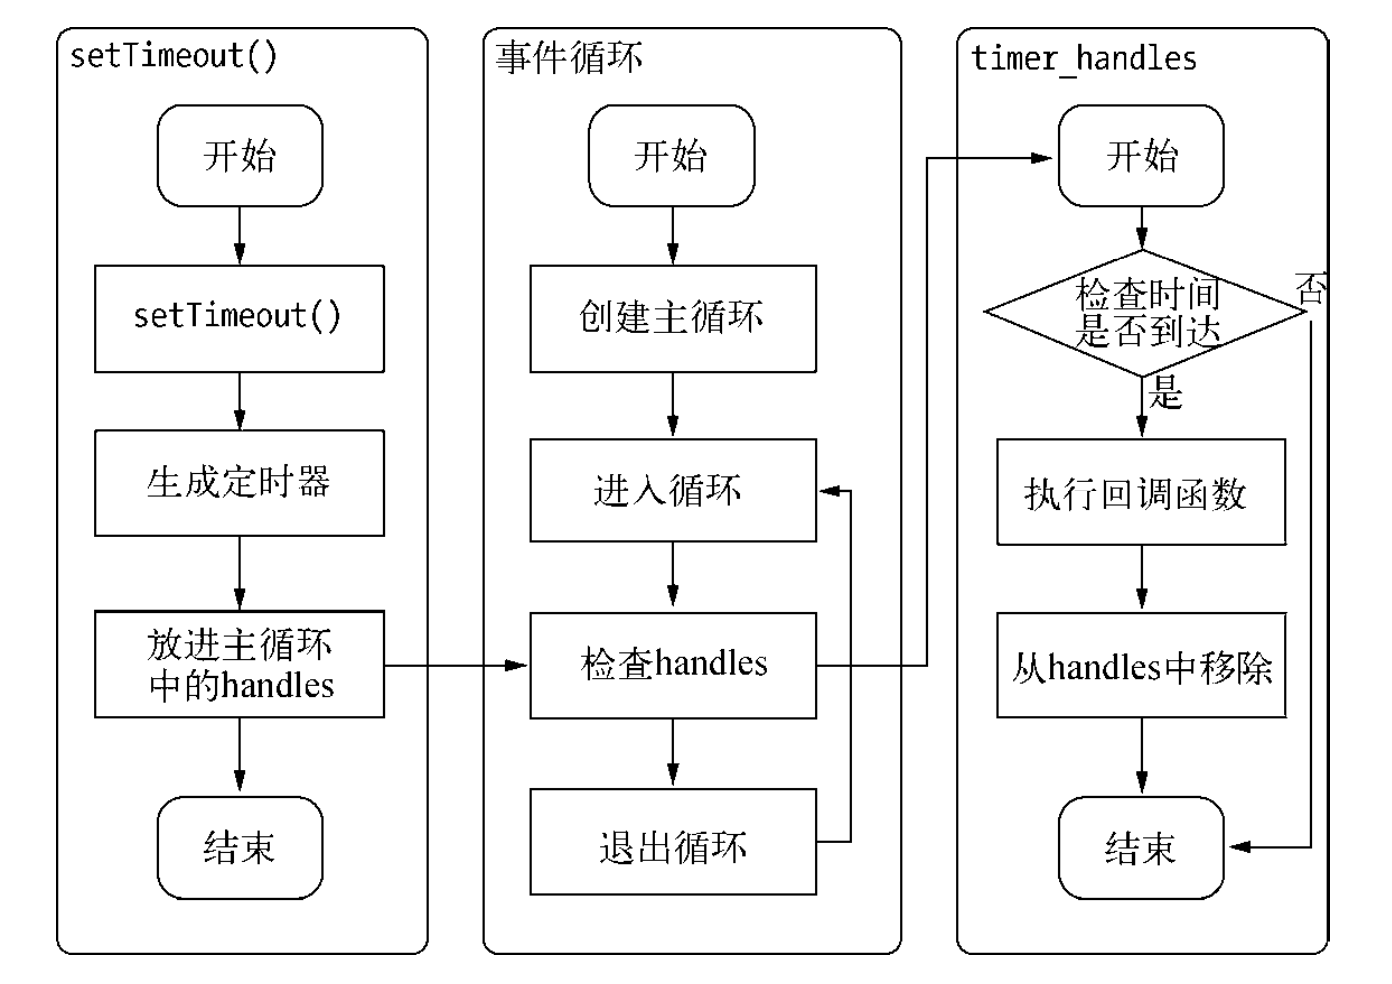 setTimeout()
开始
setTimeout()
生成定时器
放进主循环
中的handles
结束
事件循环
开始
创建主循环
进入循环
检查handles
退出循环
timer_handles
开始
检查时间
是否到达
否
是
执行回调函数
从handles中移除
结束